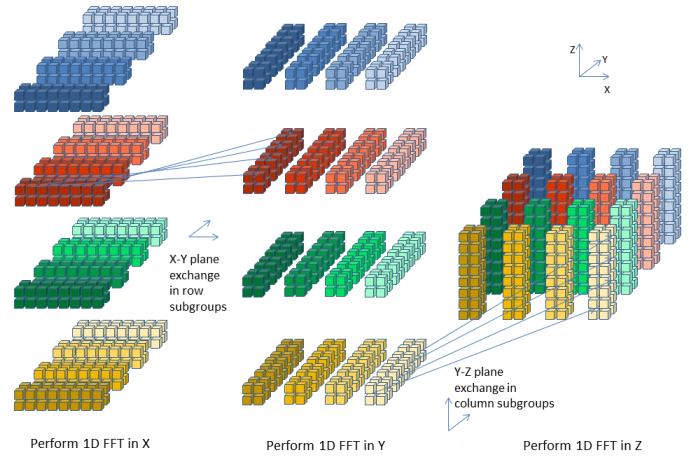 Z
Y
X
X-Y plane
exchange
in row
subgroups
Y-Z plane
exchange in
column subgroups
Perform 1D FFT in X
Perform 1D FFT in Y
Perform 1D FFT in Z